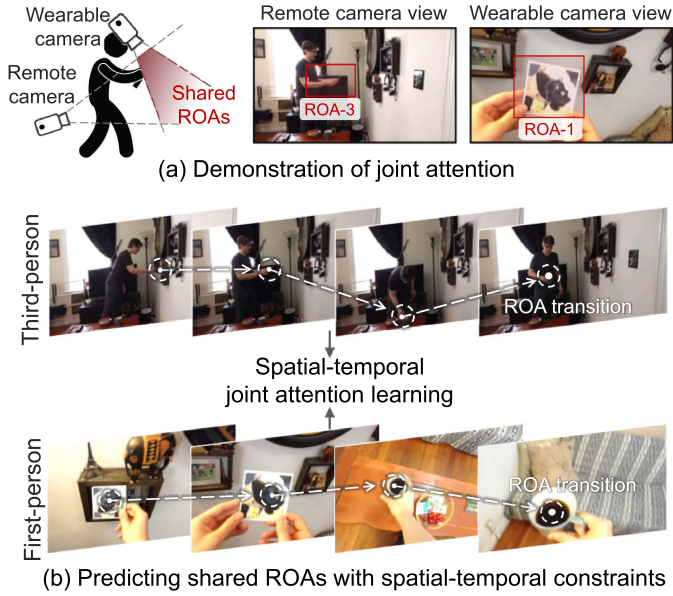 Wearable
camera
Remote
camera
Shared
ROAs
Remote camera view
ROA-3
Wearable camera view
ROA-1
(a) Demonstration of joint attention
Third-person
ROA transition
Spatial-temporal
joint attention learning
First-person
ROA transition
(b) Predicting shared ROAs with spatial-temporal constraints